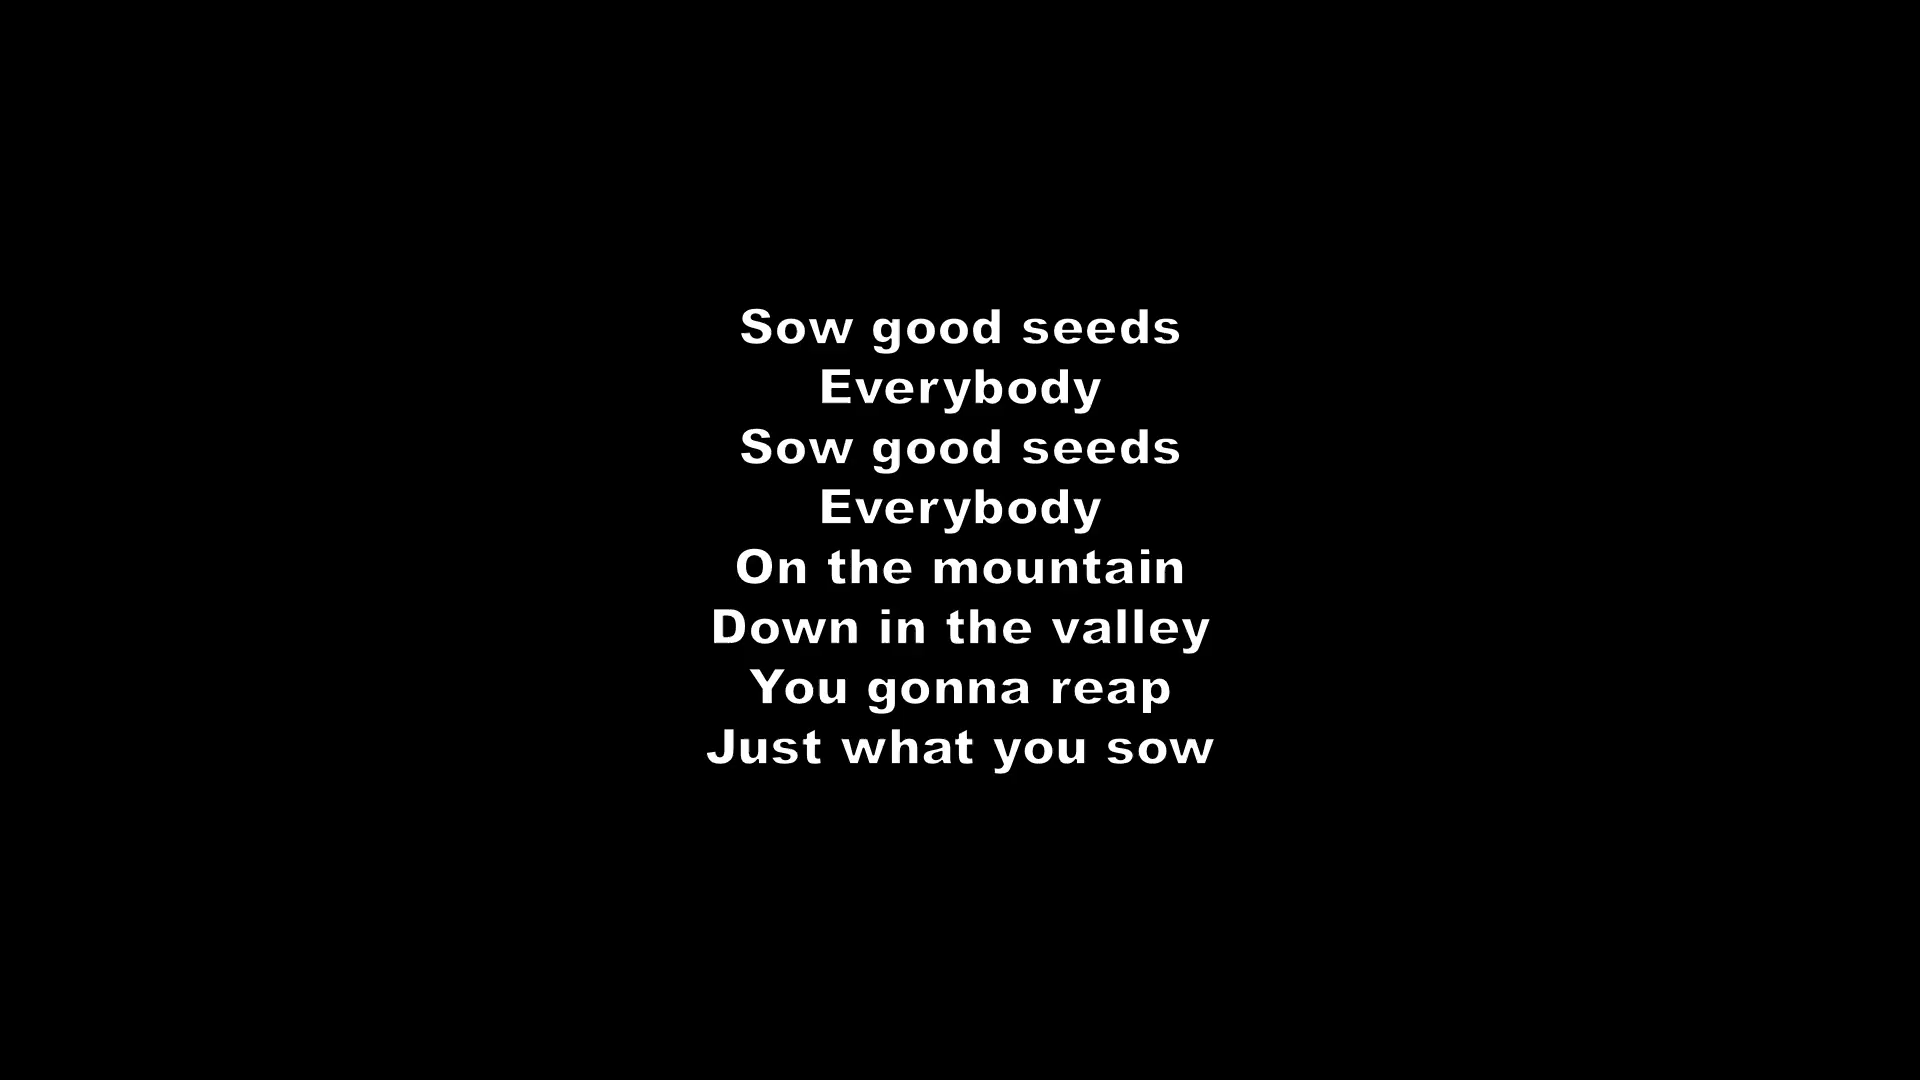 Sow good seeds
Everybody
Sow good seeds
Everybody
On the mountain
Down in the valley
You gonna reap
Just what you sow